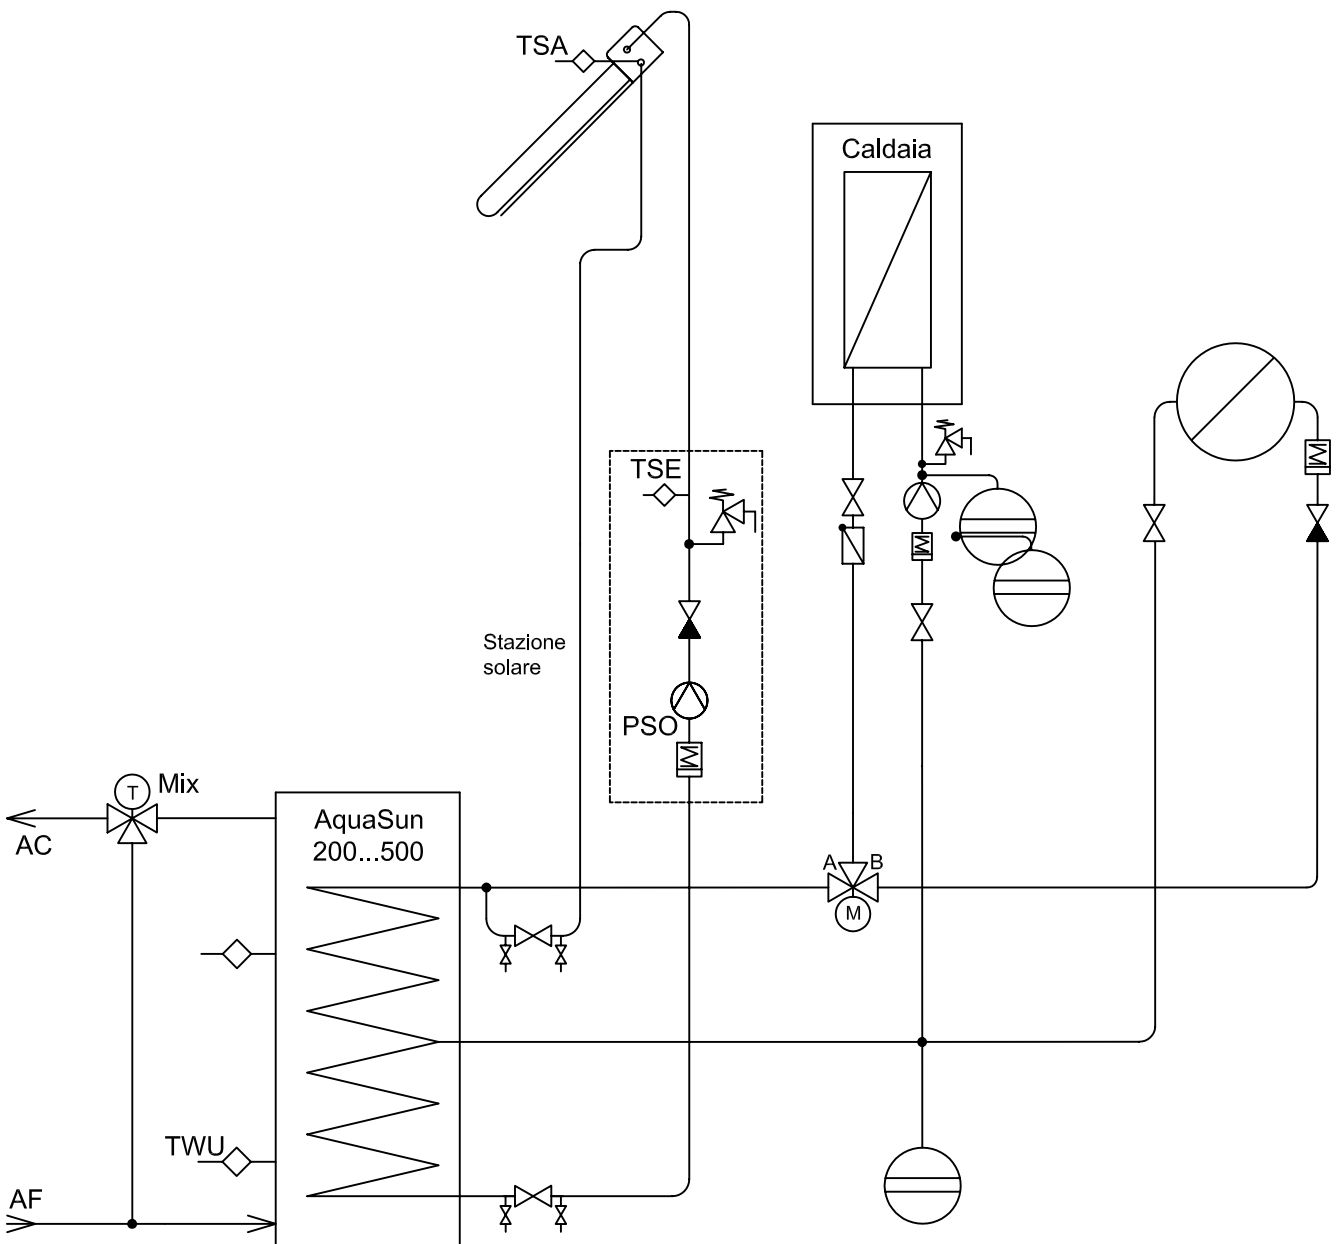 TSA
Caldaia
TSE
Stazione
solare
PSO
T
Mix
AC
AquaSun
200...500
A
B
M
TWU
AF